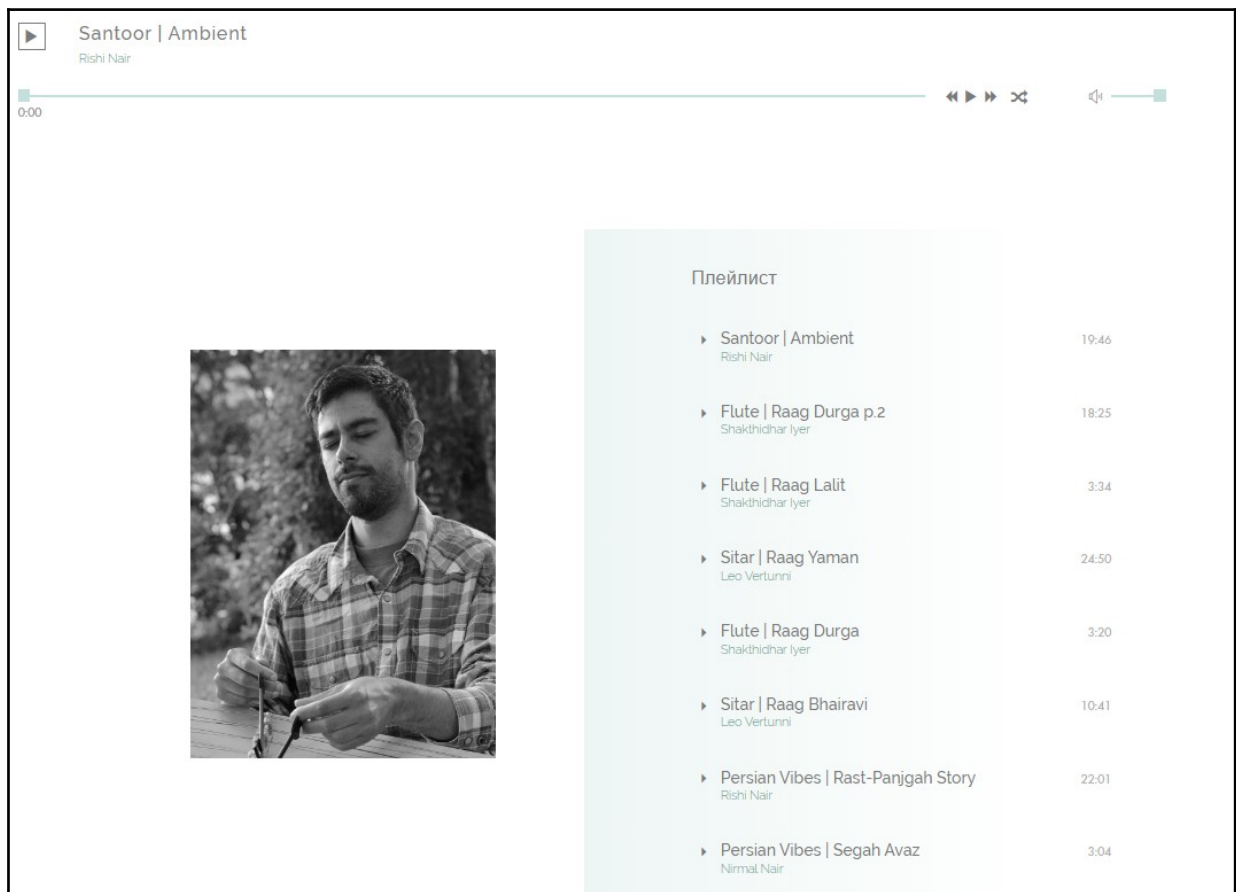 Santoor | Ambient
Rishi Nair
0:00
Плейлист
Santoor | Ambient 19:46
Rishi Nair
Flute | Raag Durga p.2 18:25
Shakthidhar Iyer
Flute | Raag Lalit 3:34
Shakthidhar Iyer
Sitar | Raag Yaman 24:50
Leo Vertunni
Flute | Raag Durga 3:20
Shakthidhar Iyer
Sitar | Raag Bhairavi 10:41
Leo Vertunni
Persian Vibes | Rast-Panjgah Story 22:01
Rishi Nair
Persian Vibes | Segah Avaz 3:04
Nirmal Nair